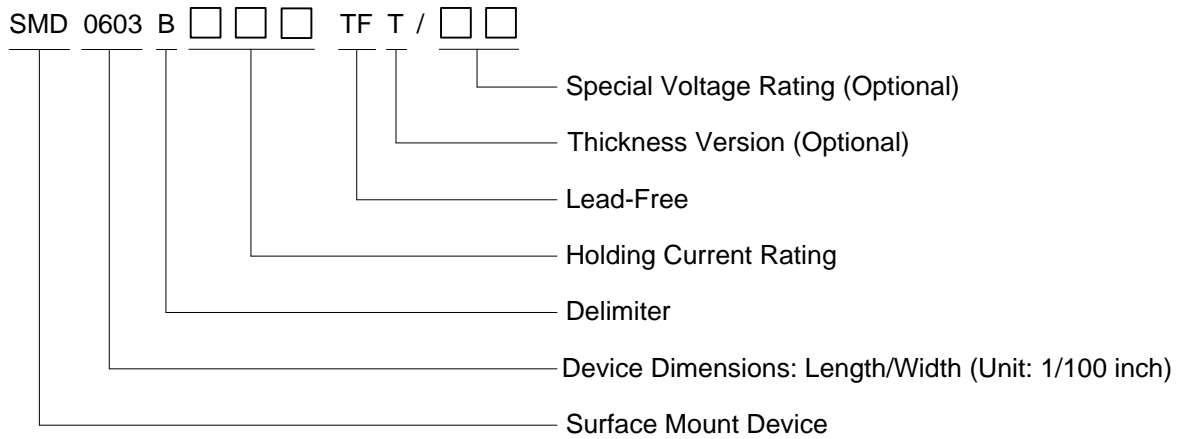 SMD 0603 B □ □ □ TF T / □ □
Special Voltage Rating (Optional)
Thickness Version (Optional)
Lead-Free
Holding Current Rating
Delimiter
Device Dimensions: Length/Width (Unit: 1/100 inch)
Surface Mount Device